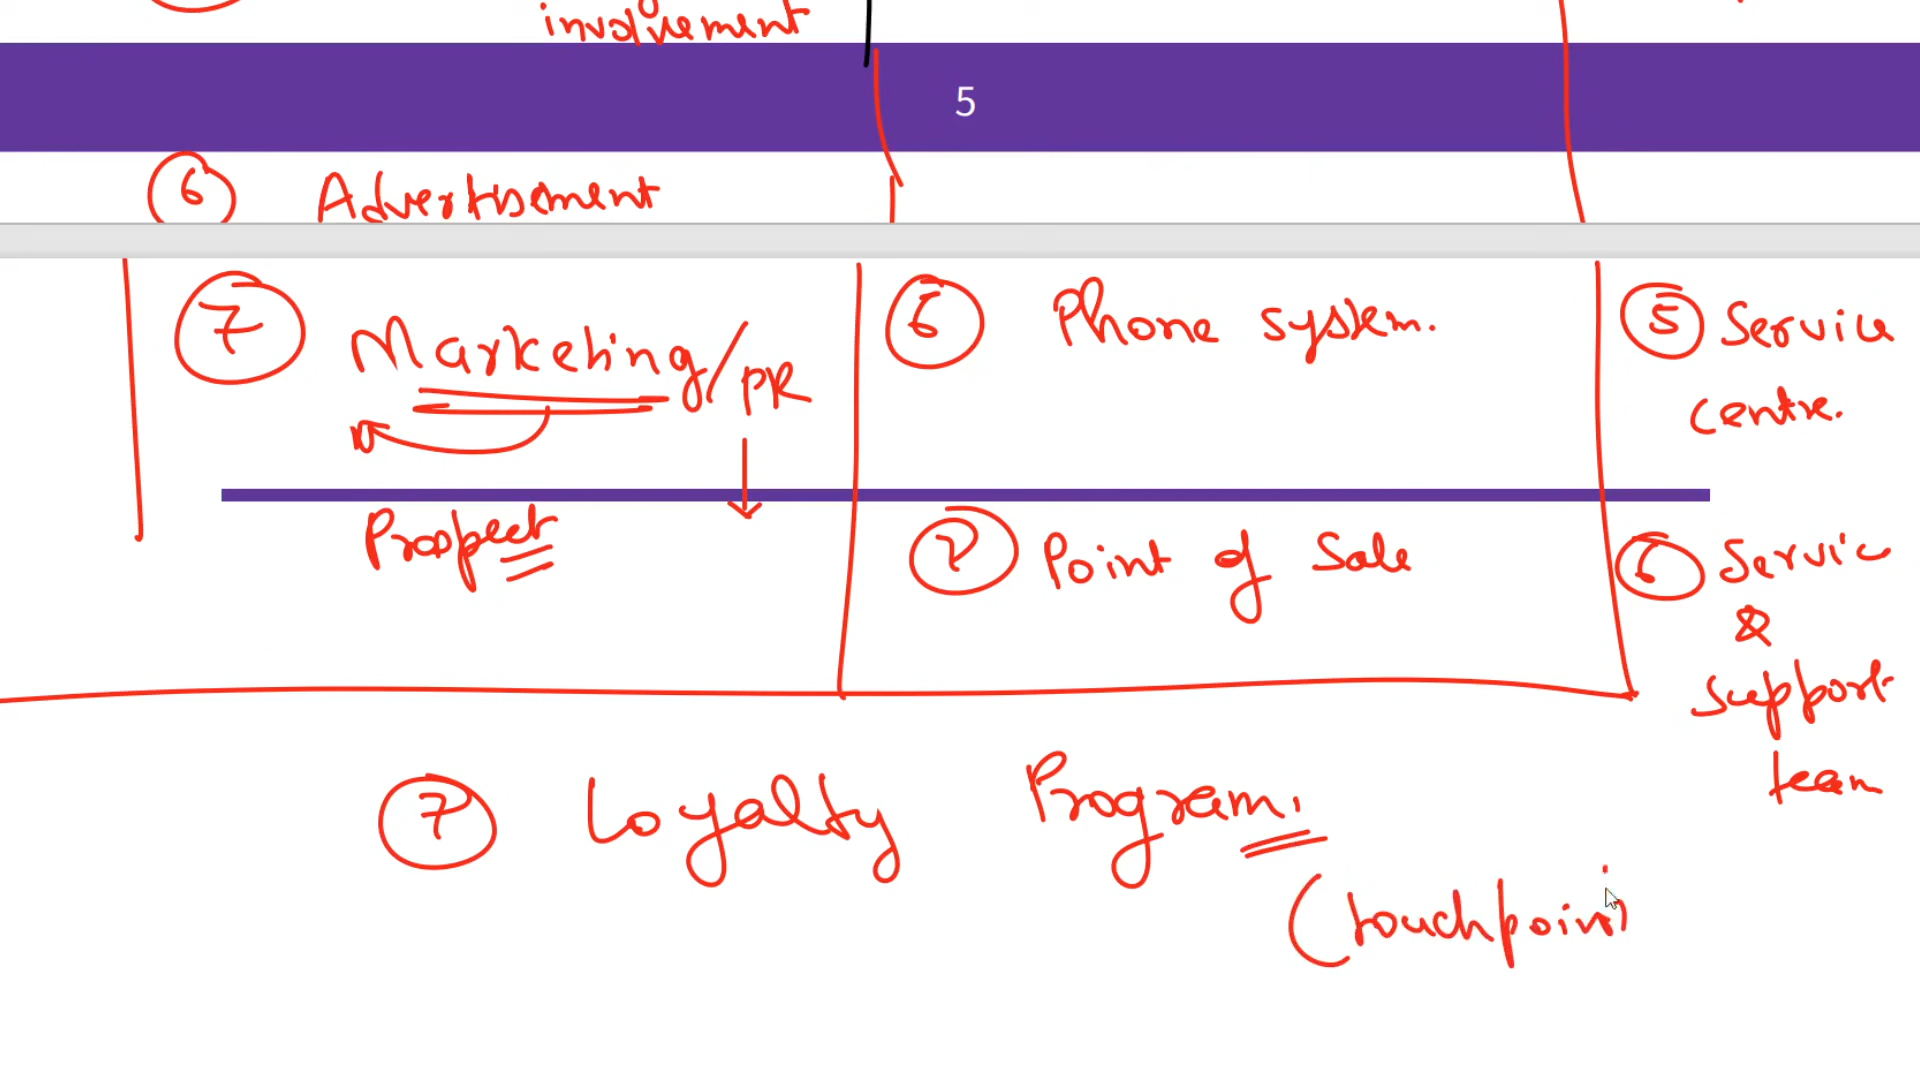 involvement
5
6 Advertisment
7 Marketing/PR
6 Phone system.
5 Service
centre.
Prospect
7 Point of Sale
6 Service
&
support
team
7 Loyalty Program.
(touchpoint